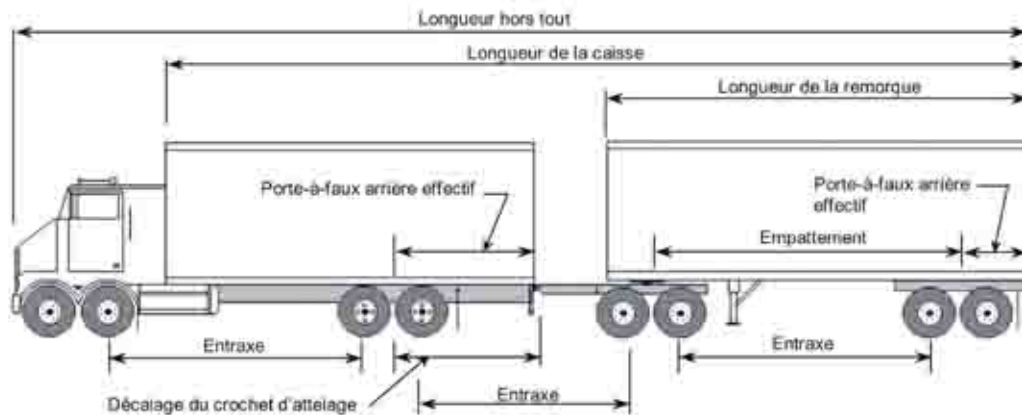 Longueur hors tout
Longueur de la caisse
Longueur de la remorque
Porte-à-faux arrière effectif
Porte-à-faux arrière
effectif
Empattement
Entraxe
Entraxe
Décalage du crochet d'attelage
Entraxe